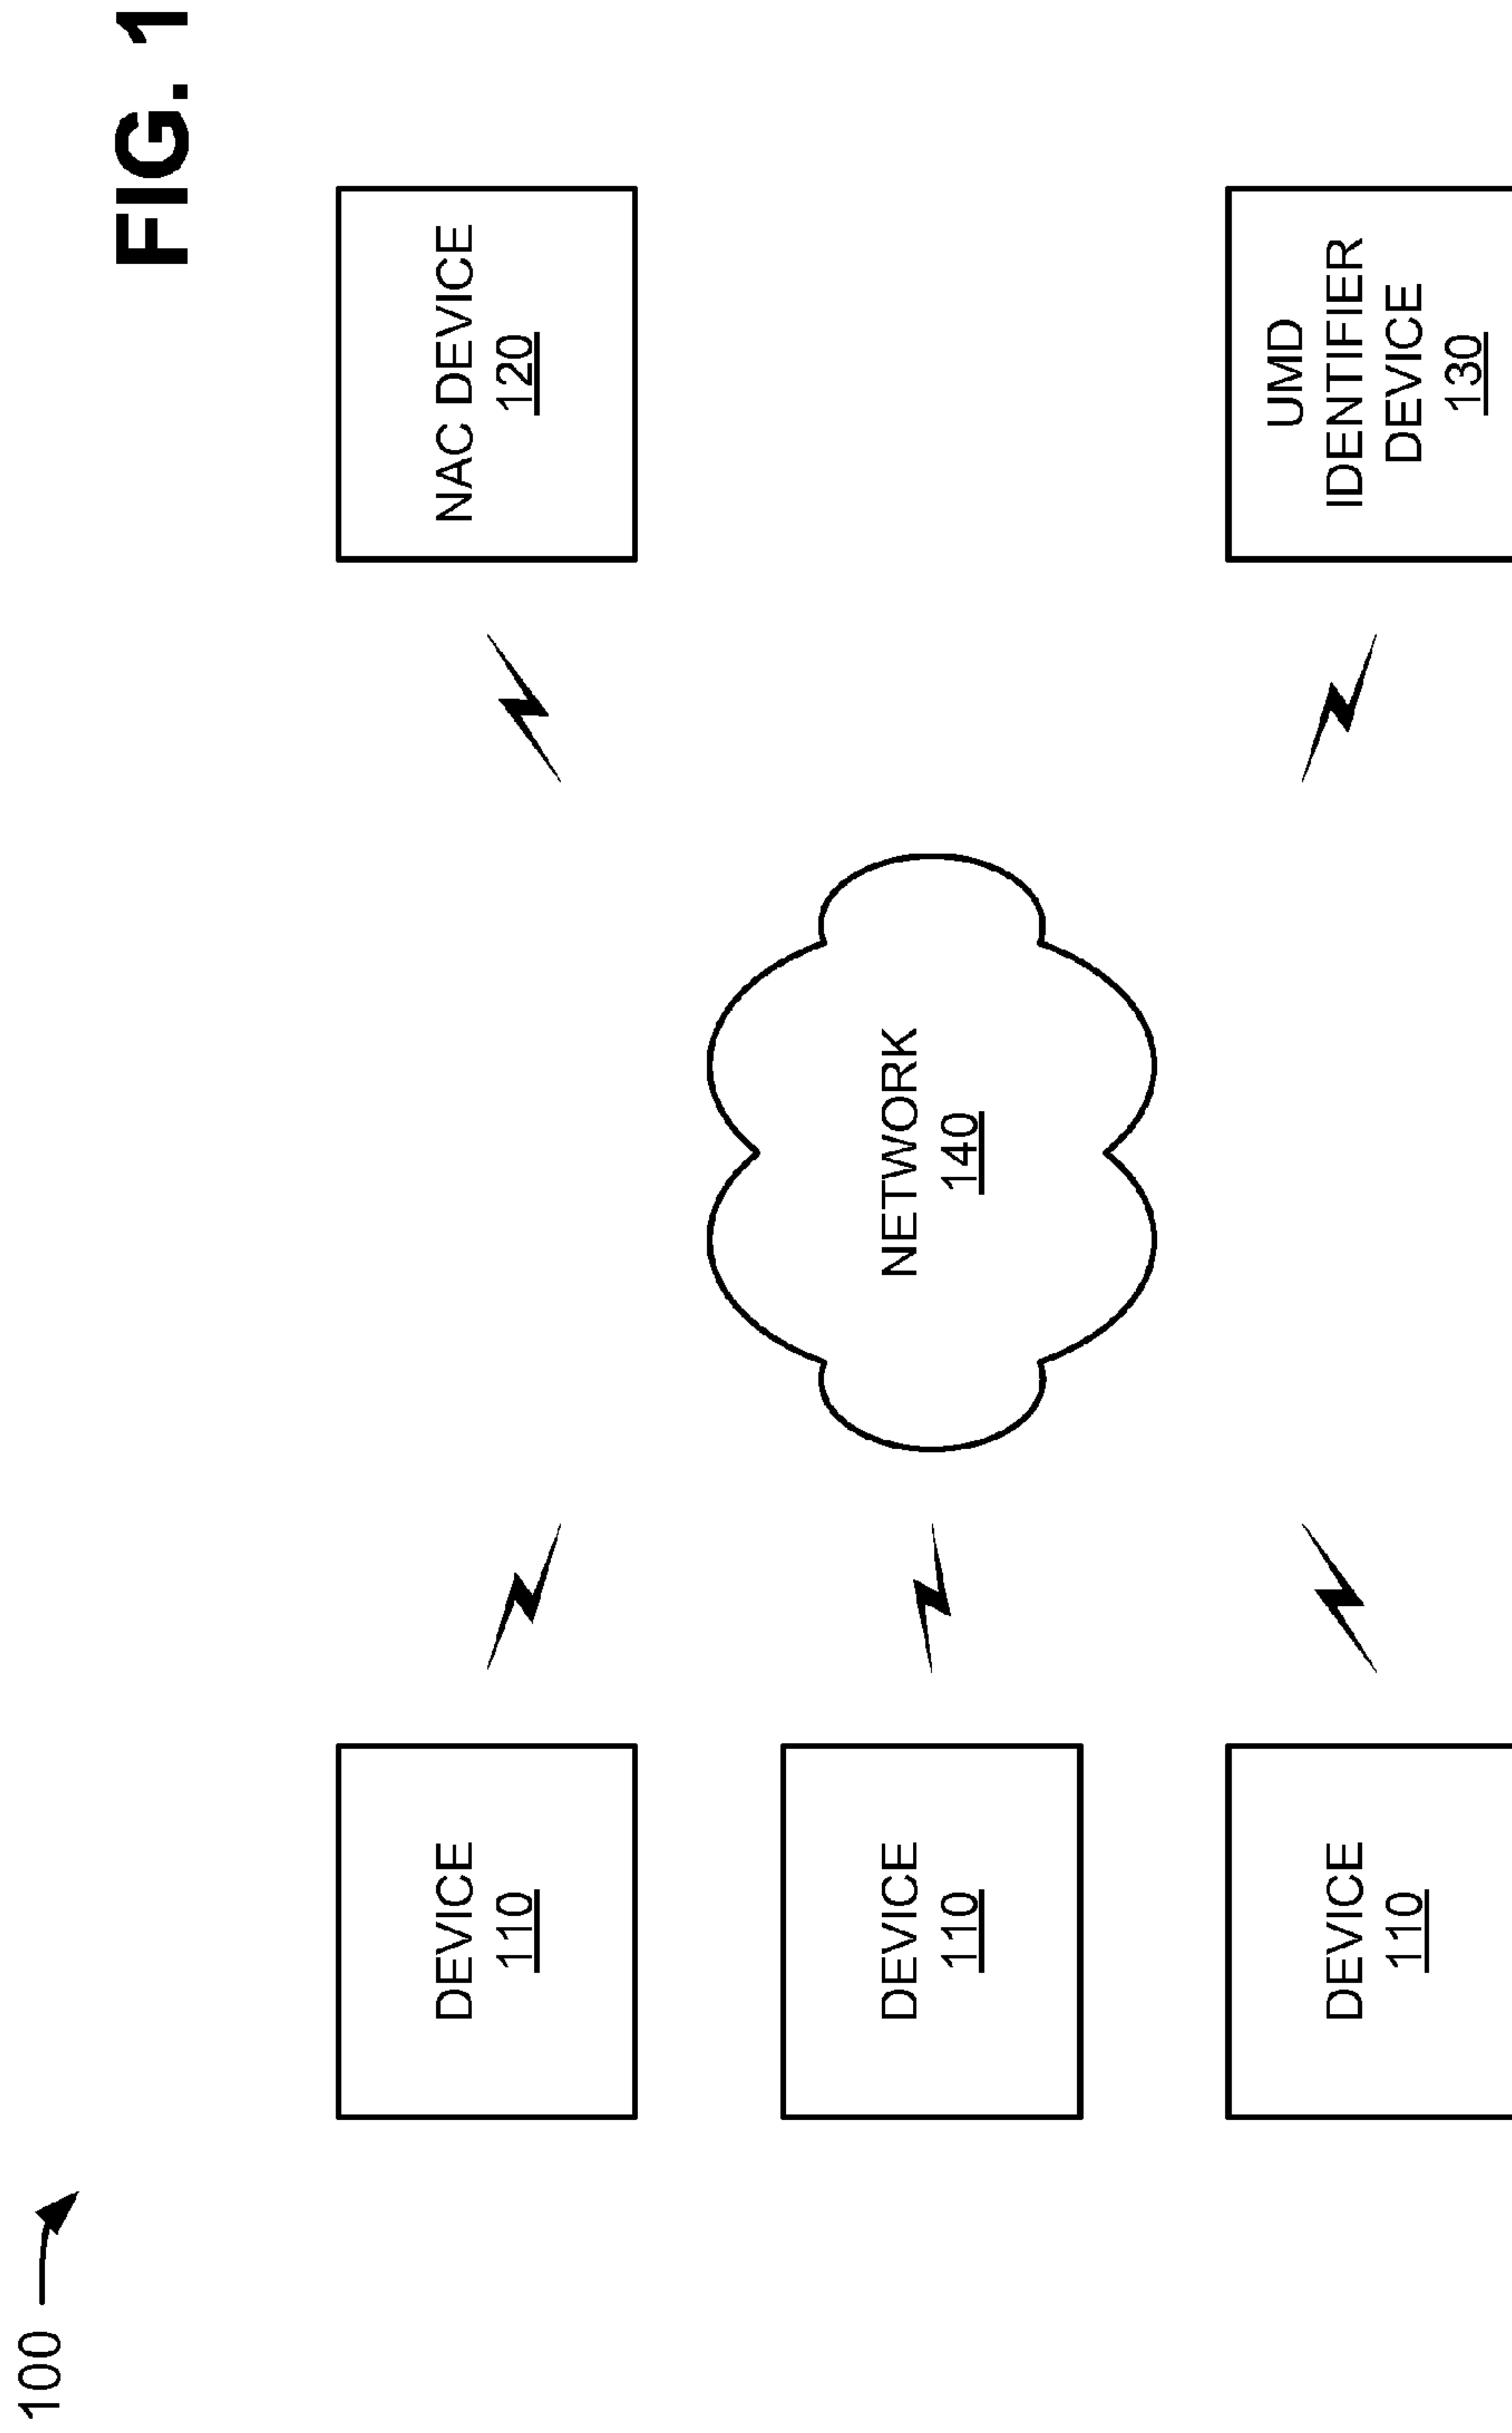 FIG. 1
100
DEVICE
110
DEVICE
110
DEVICE
110
NETWORK
140
NAC DEVICE
120
UMD
IDENTIFIER
DEVICE
130